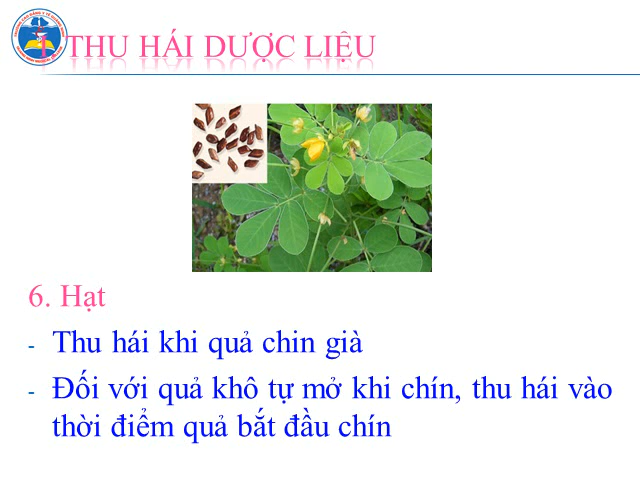 1. THU HÁI DƯỢC LIỆU
6. Hạt
- Thu hái khi quả chin già
- Đối với quả khô tự mở khi chín, thu hái vào
thời điểm quả bắt đầu chín